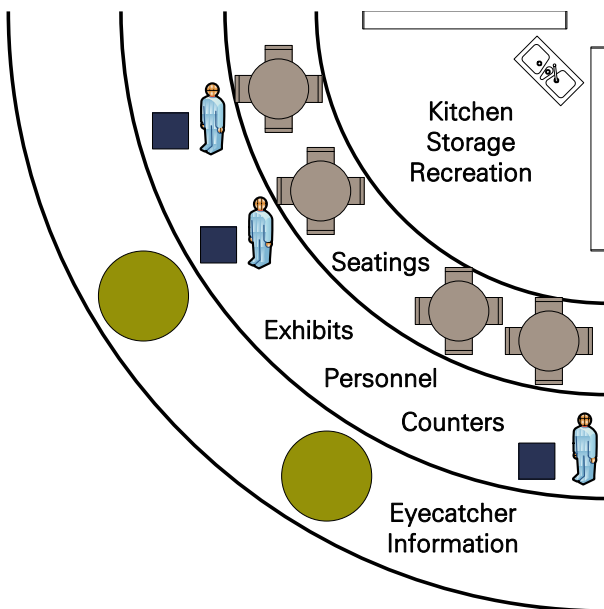 Kitchen
Storage
Recreation
Seatings
Exhibits
Personnel
Counters
Eyecatcher
Information